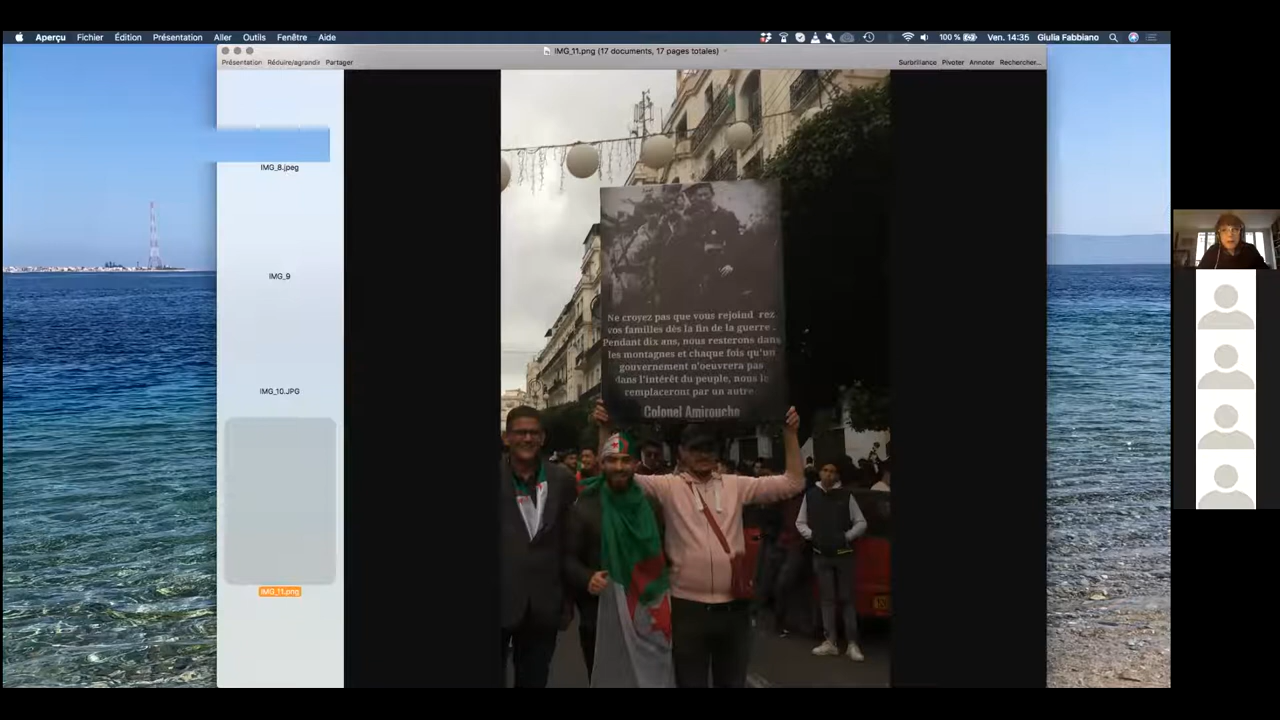 Aperçu Fichier Édition Présentation Aller Outils Fenêtre Aide 100 % Ven. 14:35 Giulia Fabbiano
IMG_11.png (17 documents, 17 pages totales)
Présentation Réduire/agrandir Partager Surbrillance Pivoter Annoter Rechercher...
IMG_8.jpeg
IMG_9
IMG_10.JPG
IMG_11.png
Ne croyez pas que vous rejoind rez
vos familles dès la fin de la guerre .
Pendant dix ans, nous resterons dans
les montagnes et chaque fois qu'un
gouvernement n'oeuvrera pas
dans l'intérêt du peuple, nous le
remplaceront par un autre
Colonel Amirouche